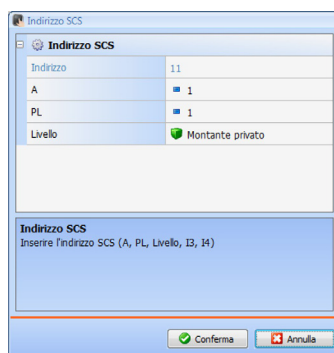 Indirizzo SCS
Indirizzo SCS
Indirizzo 11
A 1
PL 1
Livello Montante privato
Indirizzo SCS
Inserire l'indirizzo SCS (A, PL, Livello, I3, I4)
Conferma Annulla